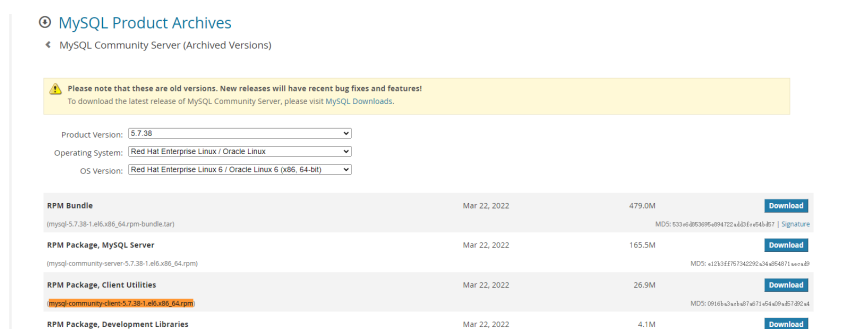 MySQL Product Archives
MySQL Community Server (Archived Versions)
Please note that these are old versions. New releases will have recent bug fixes and features!
To download the latest release of MySQL Community Server, please visit MySQL Downloads.
Product Version: 5.7.38
Operating System: Red Hat Enterprise Linux / Oracle Linux
OS Version: Red Hat Enterprise Linux 6 / Oracle Linux 6 (x86, 64-bit)
RPM Bundle Mar 22, 2022 479.0M Download
(mysql-5.7.38-1.el6.x86_64.rpm-bundle.tar) MD5: | Signature
RPM Package, MySQL Server Mar 22, 2022 165.5M Download
(mysql-community-server-5.7.38-1.el6.x86_64.rpm) MD5:
RPM Package, Client Utilities Mar 22, 2022 26.9M Download
(mysql-community-client-5.7.38-1.el6.x86_64.rpm) MD5:
RPM Package, Development Libraries Mar 22, 2022 4.1M Download